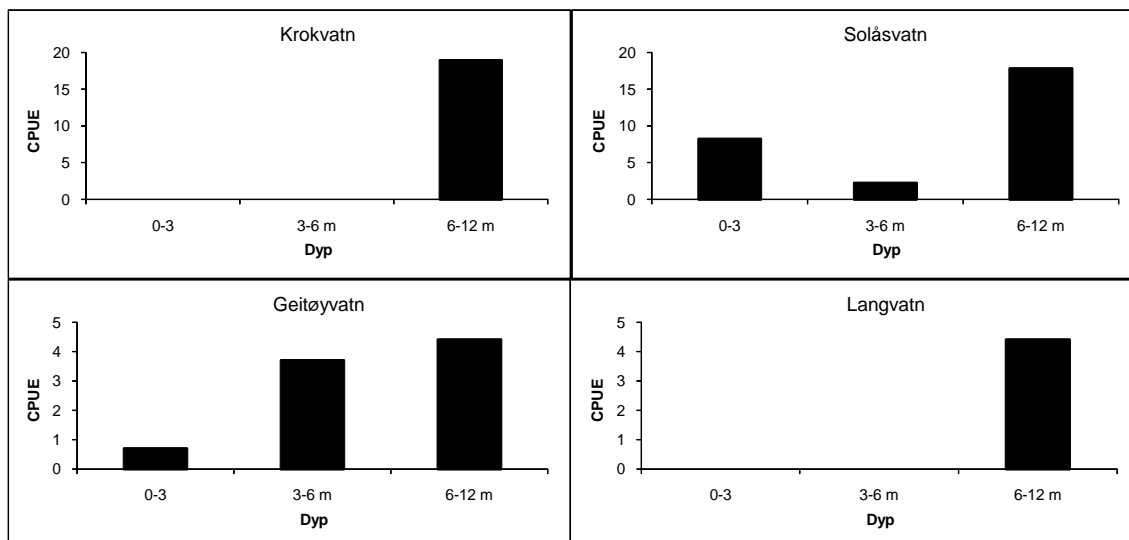 Krokvatn
20
15
10
5
0
CPUE
0-3
3-6 m
6-12 m
Dyp
Solåsvatn
20
15
10
5
0
CPUE
0-3
3-6 m
6-12 m
Dyp
Geitøyvatn
5
4
3
2
1
0
CPUE
0-3
3-6 m
6-12 m
Dyp
Langvatn
5
4
3
2
1
0
CPUE
0-3
3-6 m
6-12 m
Dyp